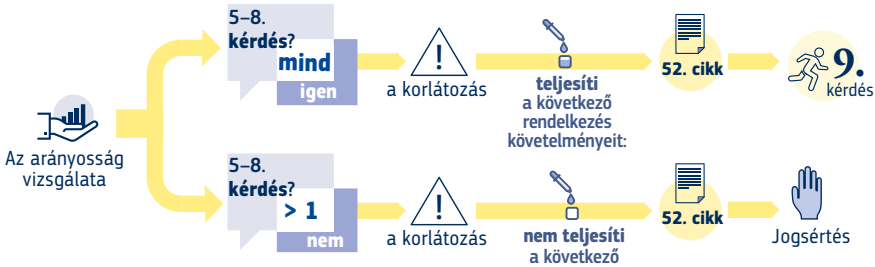 Az arányosság
vizsgálata
5–8.
kérdés?
mind
igen
!
a korlátozás
teljesíti
a következő
rendelkezés
követelményeit:
52. cikk
9.
kérdés
5–8.
kérdés?
> 1
nem
!
a korlátozás
nem teljesíti
a következő
52. cikk
Jogsértés